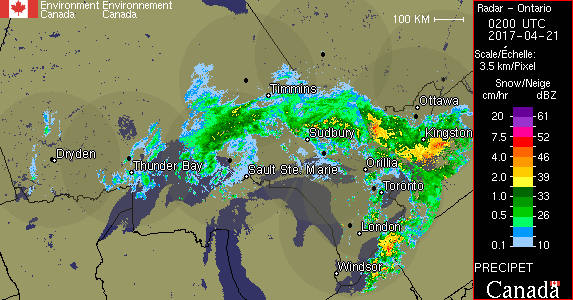 Environment Environnement
Canada Canada
100 KM
Radar - Ontario
0200 UTC
2017-04-21
Scale/Échelle:
3.5 km/Pixel
Snow/Neige
cm/hr dBZ
20 61
7.5 52
4.0 46
2.0 39
1.0 33
0.5 26
0.1 10
PRECIPET
Canada
Timmins
Ottawa
Sudbury
Kingston
Dryden
Thunder Bay
Sault Ste. Marie
Orillia
Toronto
London
Windsor